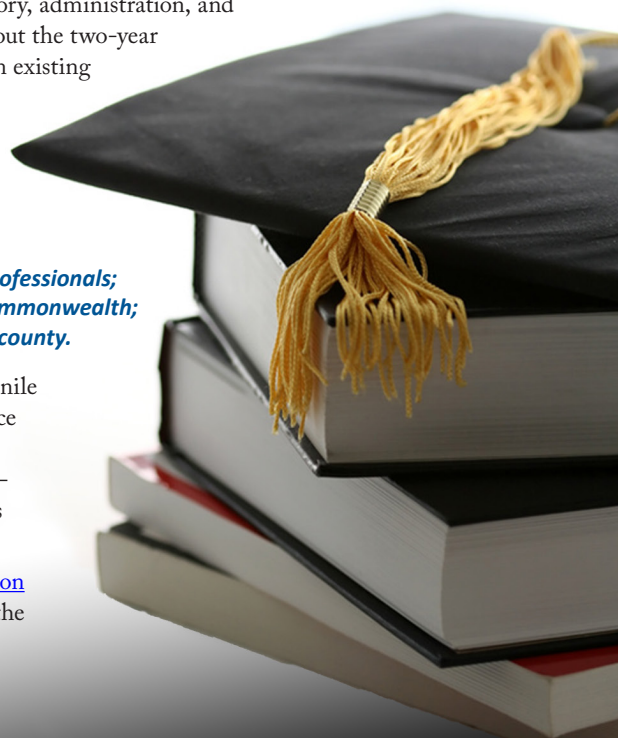 ory, administration, and
out the two-year
n existing
ofessionals;
mmonwealth;
county.
nile
ce
–
s
on
he